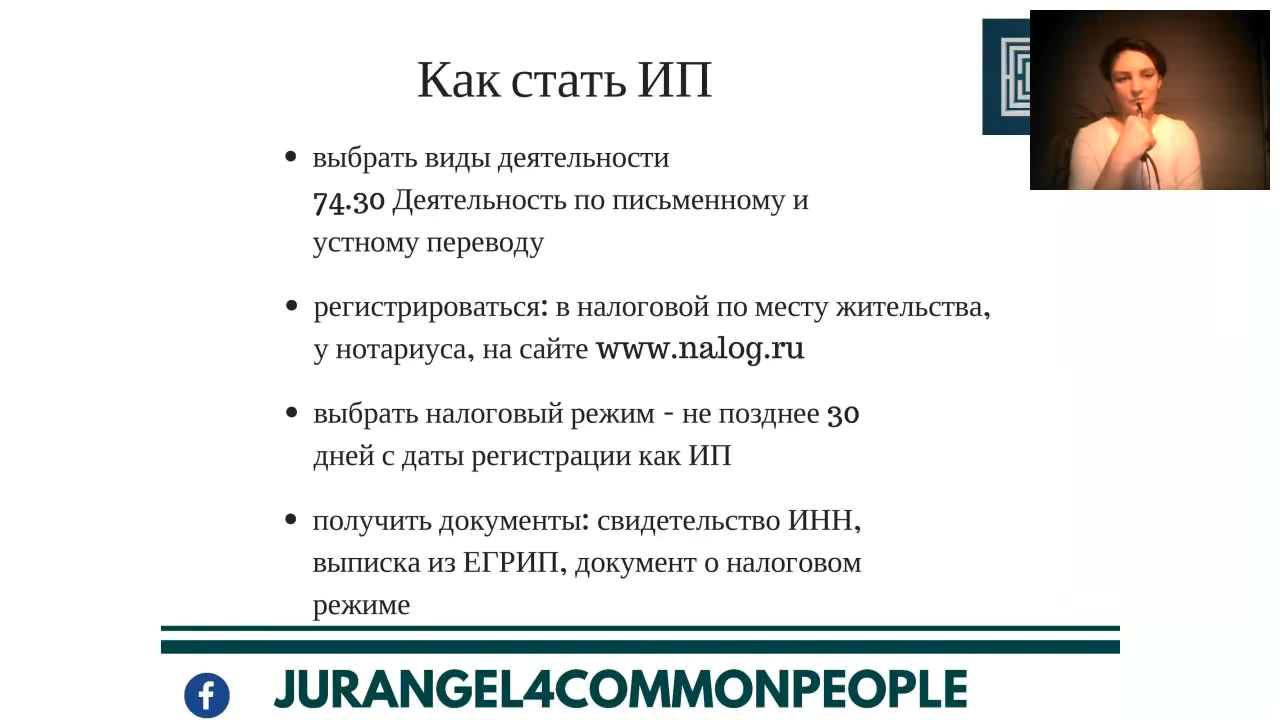 Как стать ИП
• выбрать виды деятельности
74.30 Деятельность по письменному и
устному переводу
• регистрироваться: в налоговой по месту жительства,
у нотариуса, на сайте www.nalog.ru
• выбрать налоговый режим - не позднее 30
дней с даты регистрации как ИП
• получить документы: свидетельство ИНН,
выписка из ЕГРИП, документ о налоговом
режиме
JURANGEL4COMMONPEOPLE